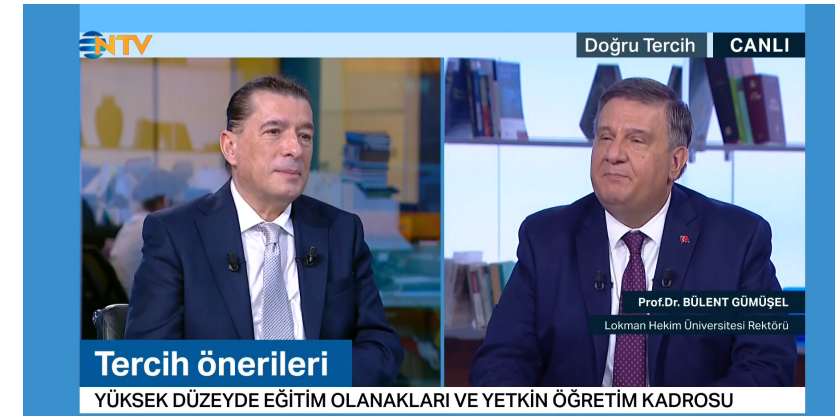 NTV
Doğru Tercih CANLI
Prof.Dr. BÜLENT GÜMÜŞEL
Lokman Hekim Üniversitesi Rektörü
Tercih önerileri
YÜKSEK DÜZEYDE EĞİTİM OLANAKLARI VE YETKİN ÖĞRETİM KADROSU